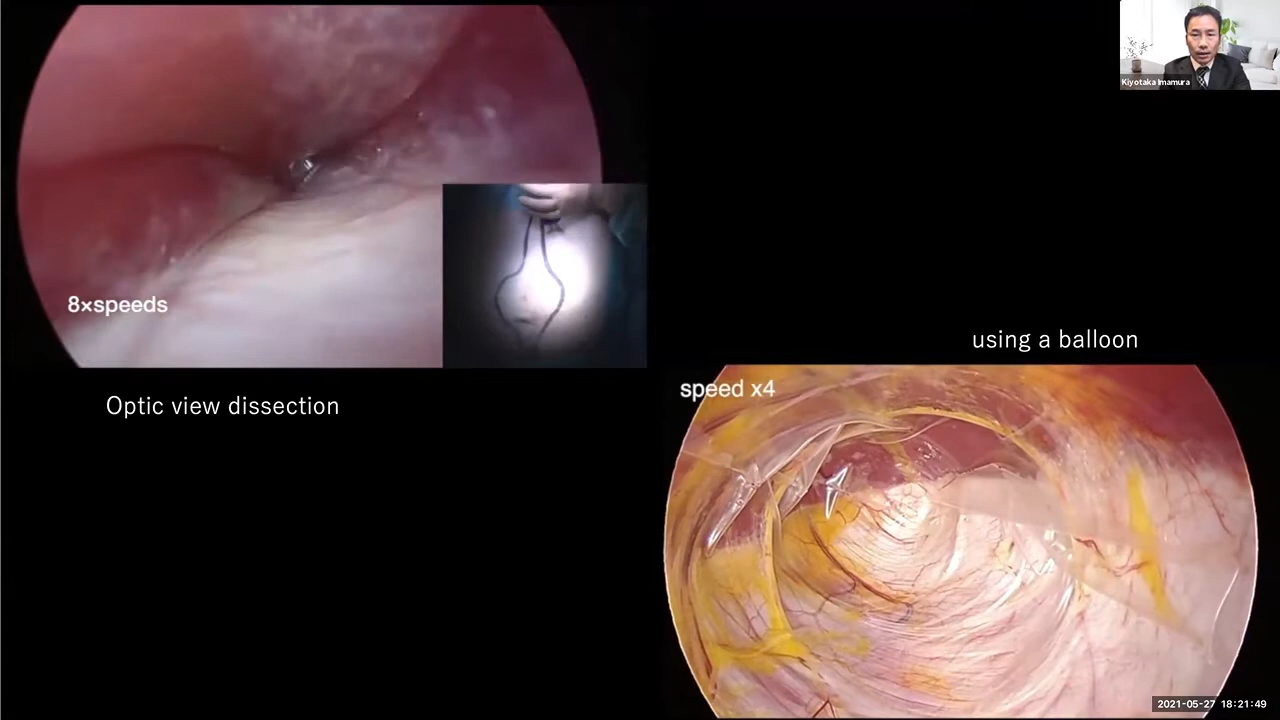 Kiyotaka Imamura
8×speeds
using a balloon
speed x4
Optic view dissection
2021-05-27 18:21:49